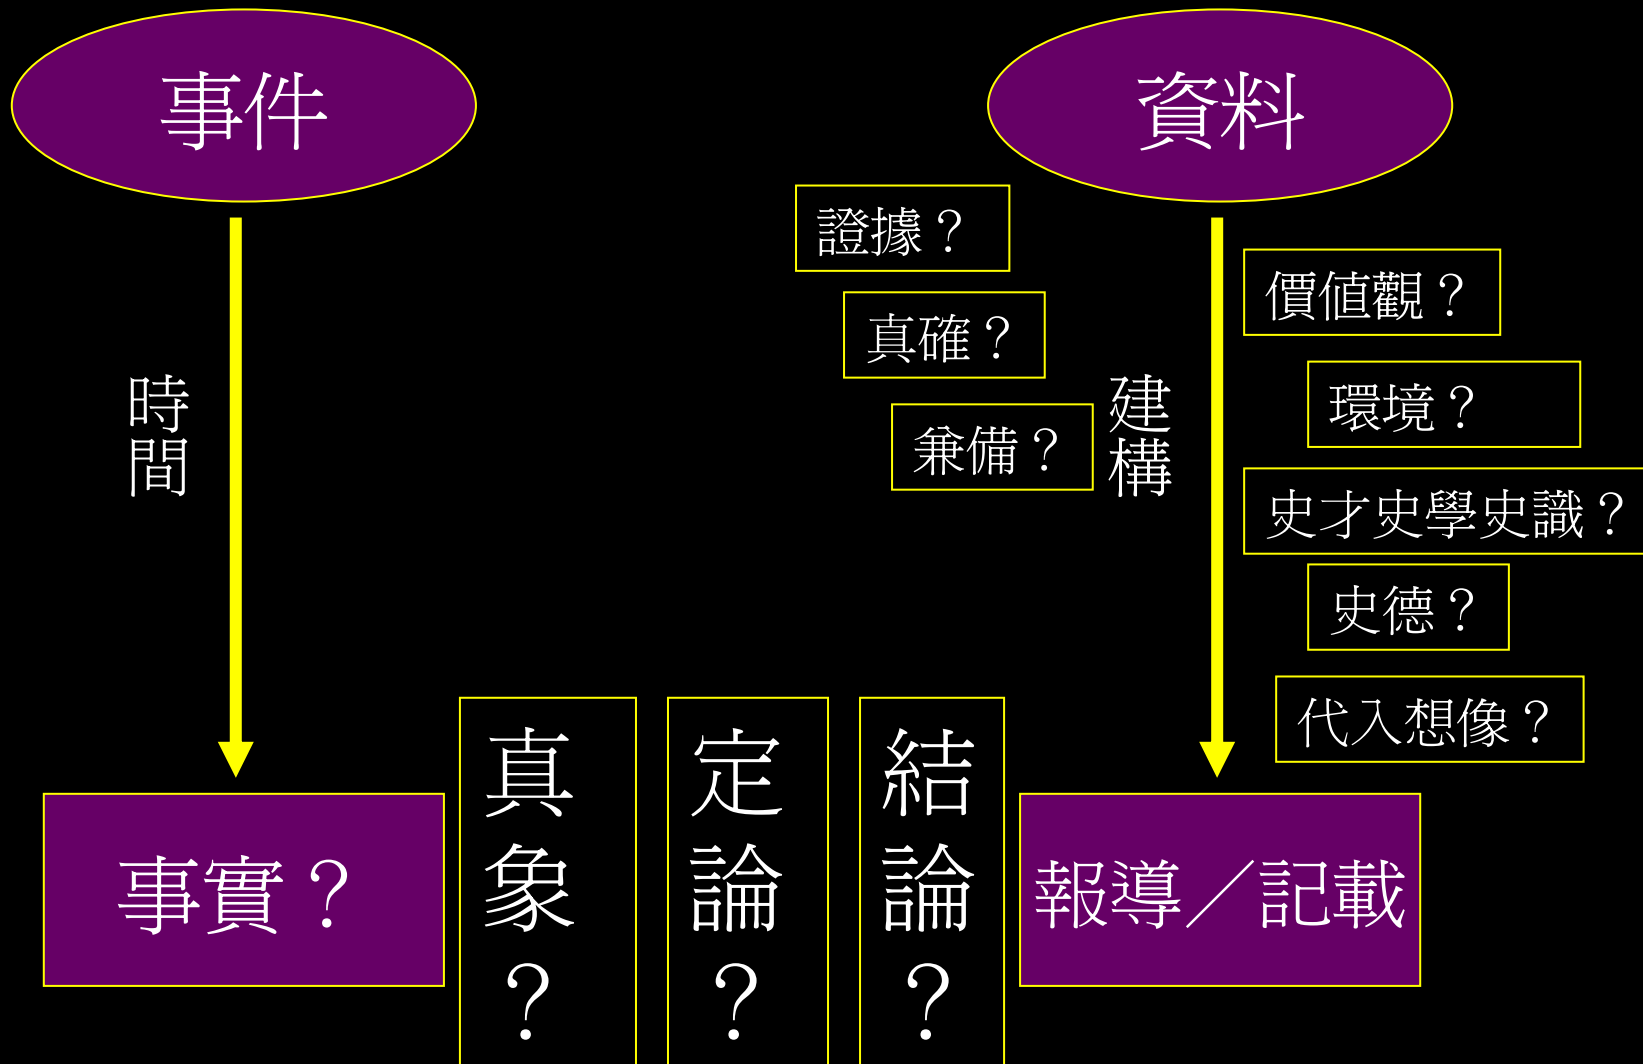 事件
資料
證據？
價值觀？
真確？
環境？
時間
建構
兼備？
史才史學史識？
史德？
代入想像？
真象？
定論？
結論？
事實？
報導／記載